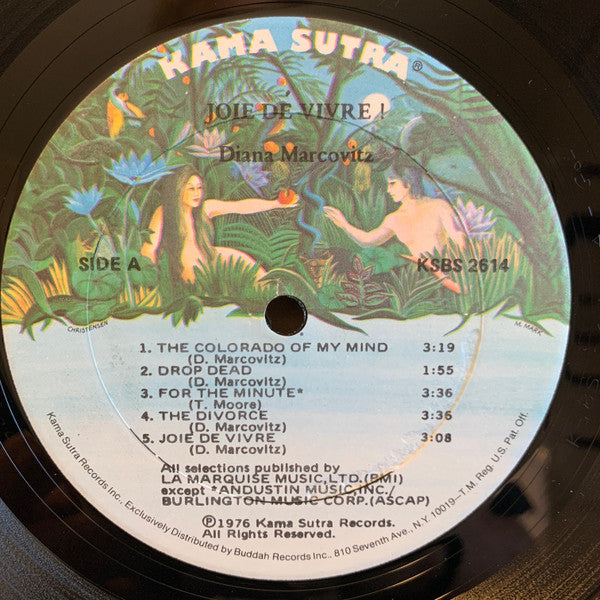 KAMA SUTRA®
JOIE DE VIVRE !
Diana Marcovitz
SIDE A
KSBS 2614
CHRISTENSEN
M. MARK
1. THE COLORADO OF MY MIND 3:19
(D. Marcovitz)
2. DROP DEAD 1:55
(D. Marcovitz)
3. FOR THE MINUTE* 3:36
(T. Moore)
4. THE DIVORCE 3:36
(D. Marcovitz)
5. JOIE DE VIVRE 3:08
(D. Marcovitz)
All selections published by
LA MARQUISE MUSIC,LTD.(BMI)
except *ANDUSTIN MUSIC,INC./
BURLINGTON MUSIC CORP.(ASCAP)
℗1976 Kama Sutra Records.
All Rights Reserved.
Kama Sutra Records Inc., Exclusively Distributed by Buddah Records Inc., 810 Seventh Ave., N.Y. 10019—T.M. Reg. U.S. Pat. Off.